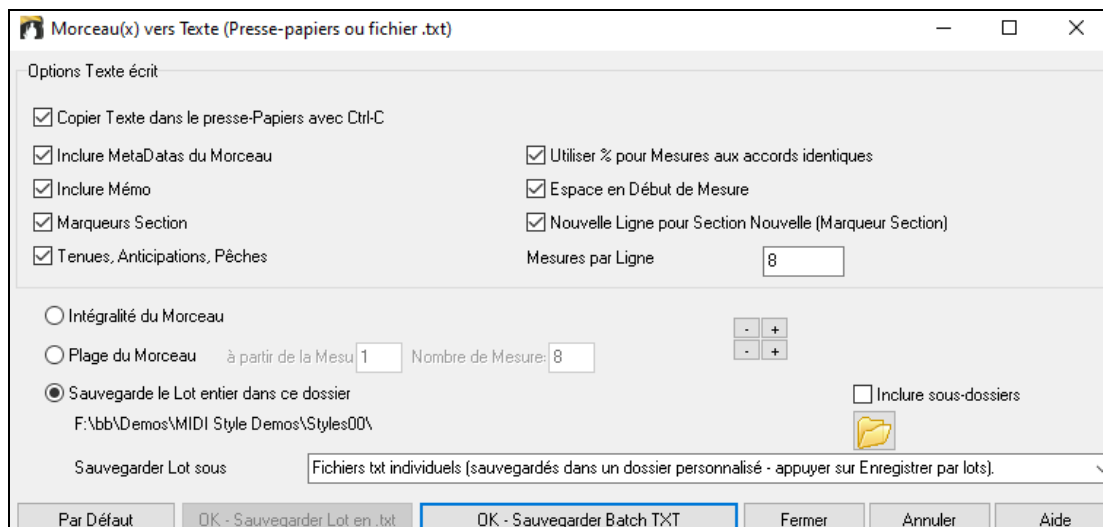 Morceau(x) vers Texte (Presse-papiers ou fichier .txt)
Options Texte écrit
Copier Texte dans le presse-Papiers avec Ctrl-C
Inclure MetaDatas du Morceau
Utiliser % pour Mesures aux accords identiques
Inclure Mémo
Espace en Début de Mesure
Marqueurs Section
Nouvelle Ligne pour Section Nouvelle (Marqueur Section)
Tenues, Anticipations, Pêches
Mesures par Ligne 8
Intégralité du Morceau
- +
Plage du Morceau à partir de la Mesu 1 Nombre de Mesure: 8
- +
Sauvegarde le Lot entier dans ce dossier
Inclure sous-dossiers
F:\bb\Demos\MIDI Style Demos\Styles00\
Sauvegarder Lot sous Fichiers txt individuels (sauvegardés dans un dossier personnalisé - appuyer sur Enregistrer par lots).
Par Défaut OK - Sauvegarder Lot en .txt OK - Sauvegarder Batch TXT Fermer Annuler Aide